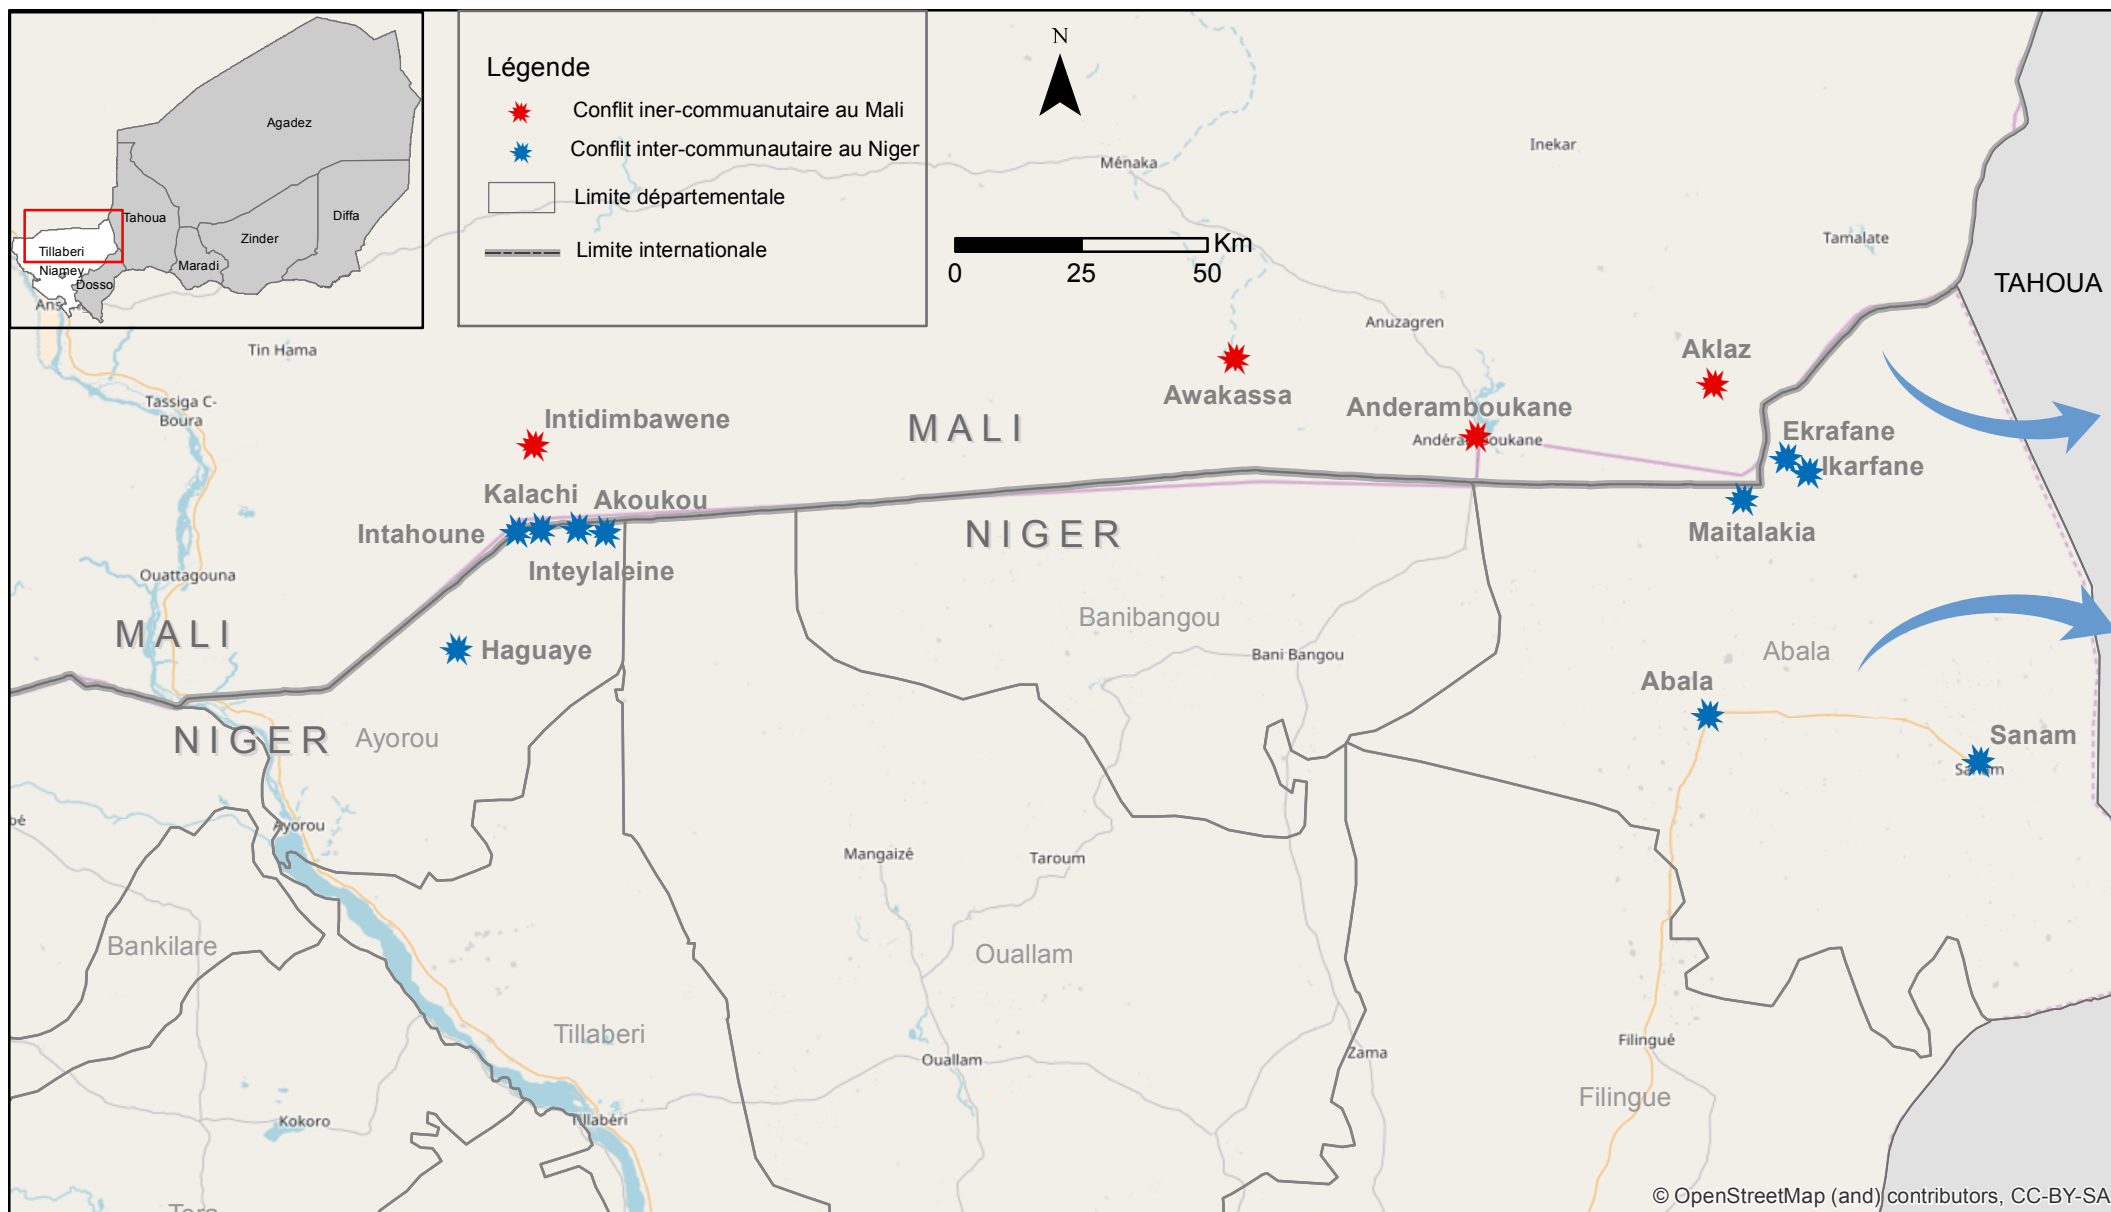 Agadez
Tahoua
Diffa
Zinder
Tillaberi
Maradi
Niamey
Dosso
Ans
Légende
Conflit iner-commuanutaire au Mali
Conflit inter-communautaire au Niger
Limite départementale
Limite internationale
N
Km
0 25 50
Ménaka
Inekar
Tamalate
TAHOUA
Anuzagren
Tin Hama
Tassiga C-
Boura
Aklaz
Awakassa
Anderamboukane
Intidimbawene
MALI
Ekrafane
Ikarfane
Kalachi
Akoukou
Intahoune
Maitalakia
NIGER
Inteylaleine
Ouattagouna
Banibangou
MALI
Haguaye
Bani Bangou
Abala
Abala
NIGER
Ayorou
Sanam
Ayorou
Mangaizé
Taroum
Bankilare
Ouallam
Tillaberi
Ouallam
Zama
Filingué
Filingue
Kokoro
Tillabéri
© OpenStreetMap (and) contributors, CC-BY-SA